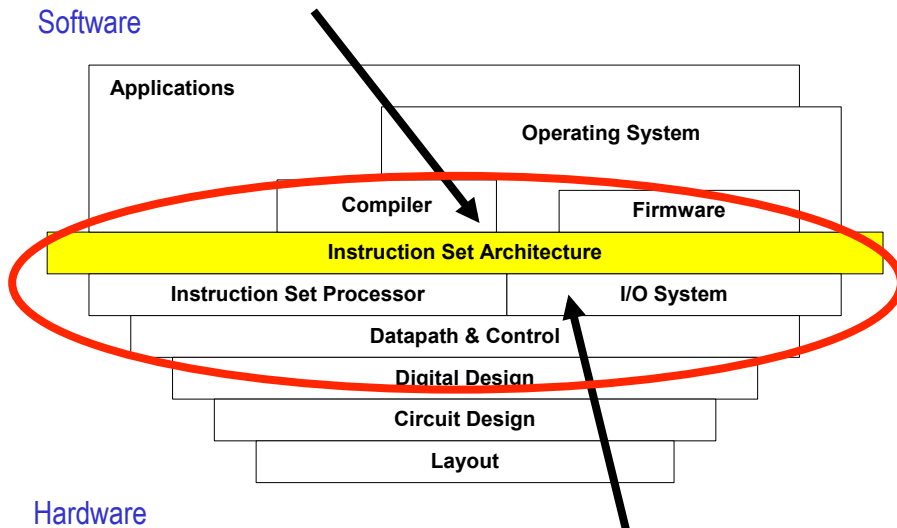 Software
Applications
Operating System
Compiler
Firmware
Instruction Set Architecture
Instruction Set Processor
I/O System
Datapath & Control
Digital Design
Circuit Design
Layout
Hardware